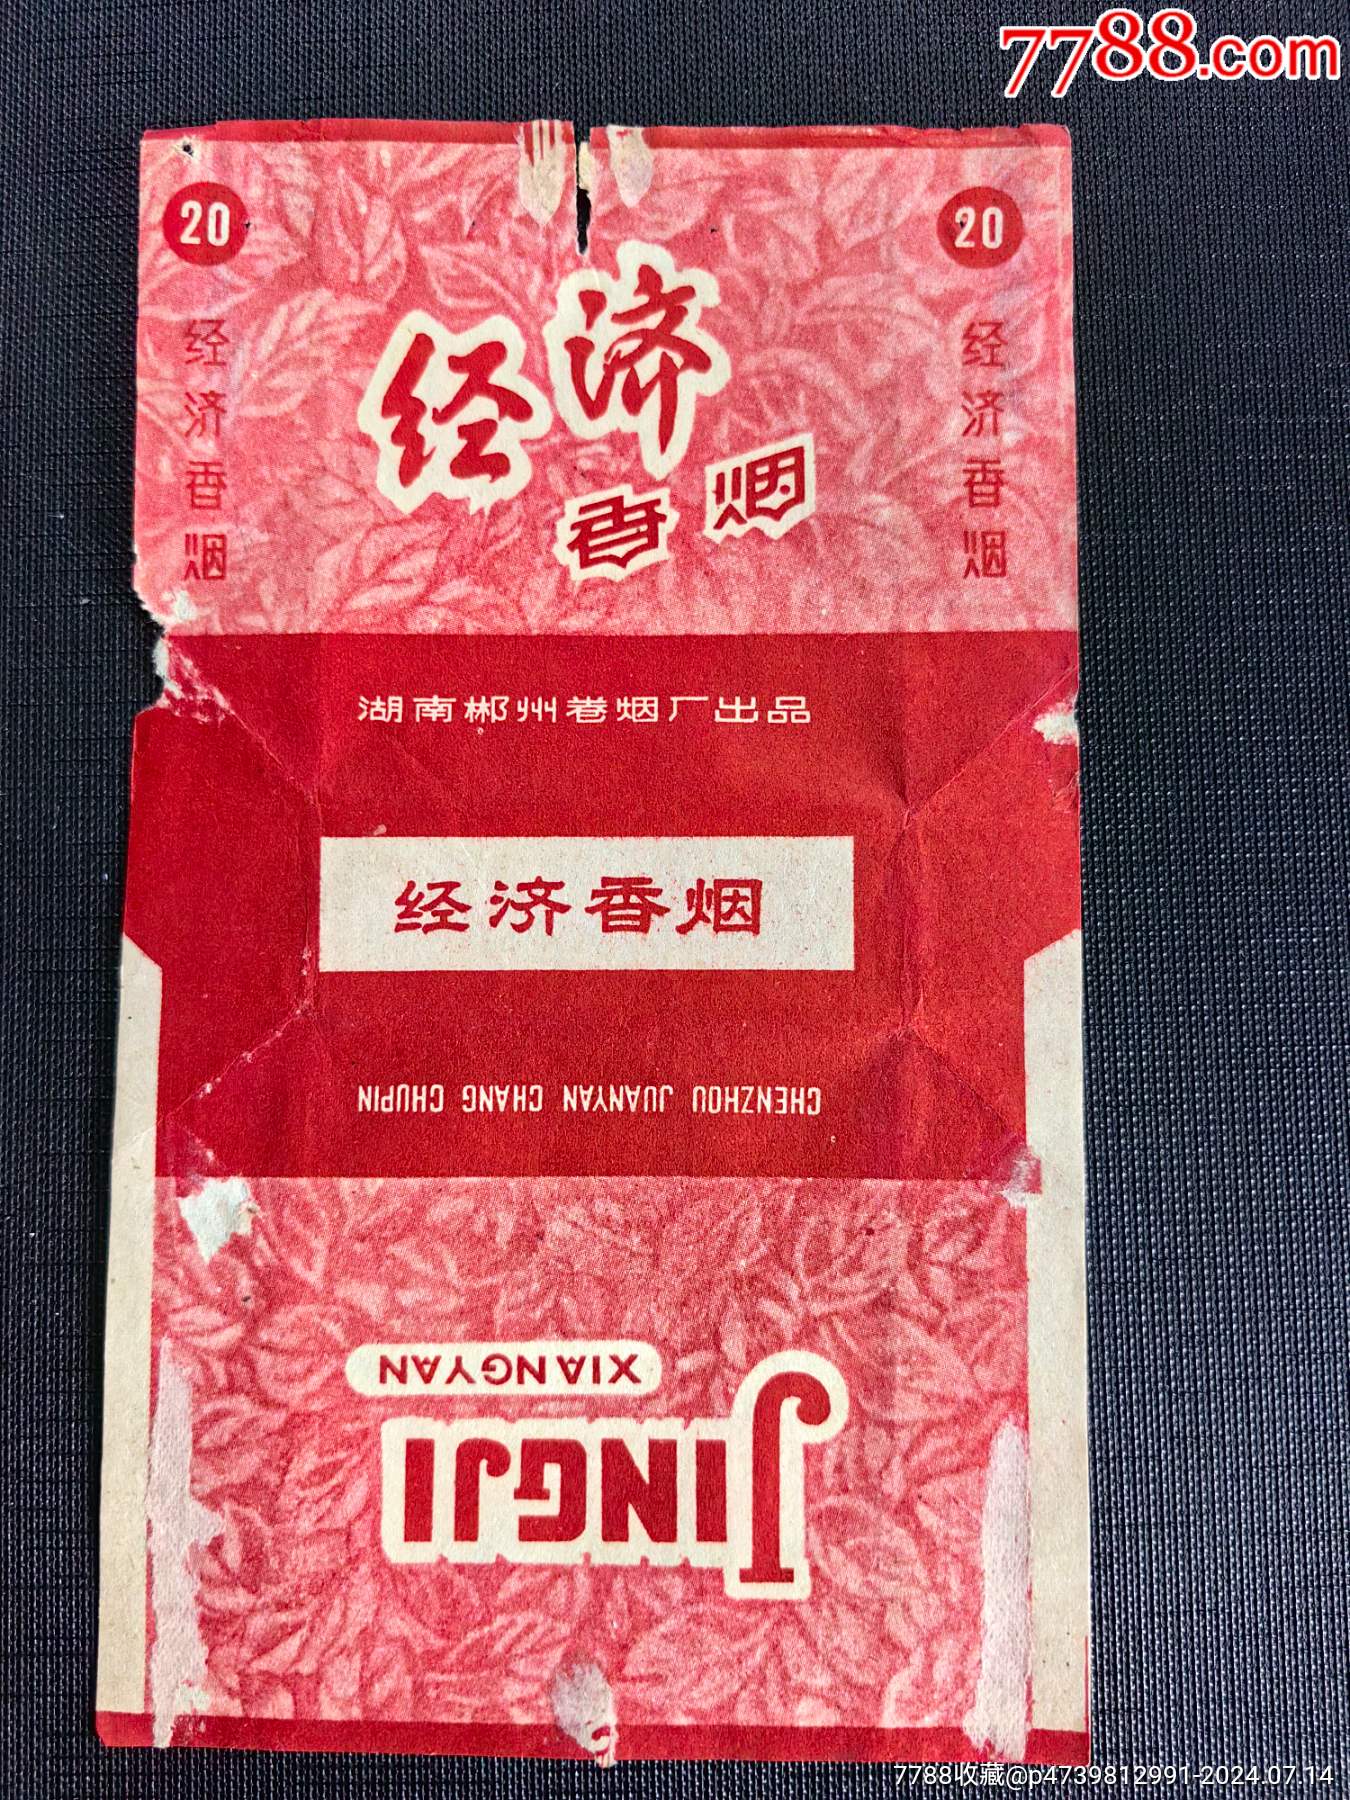 7788.com
20
20
经济
香烟
经济香烟
经济香烟
湖南郴州卷烟厂出品
经济香烟
CHENZHOU JUANYAN CHANG CHUPIN
JINGJI
XIANGYAN
7788收藏@p4739812991-2024.07.14